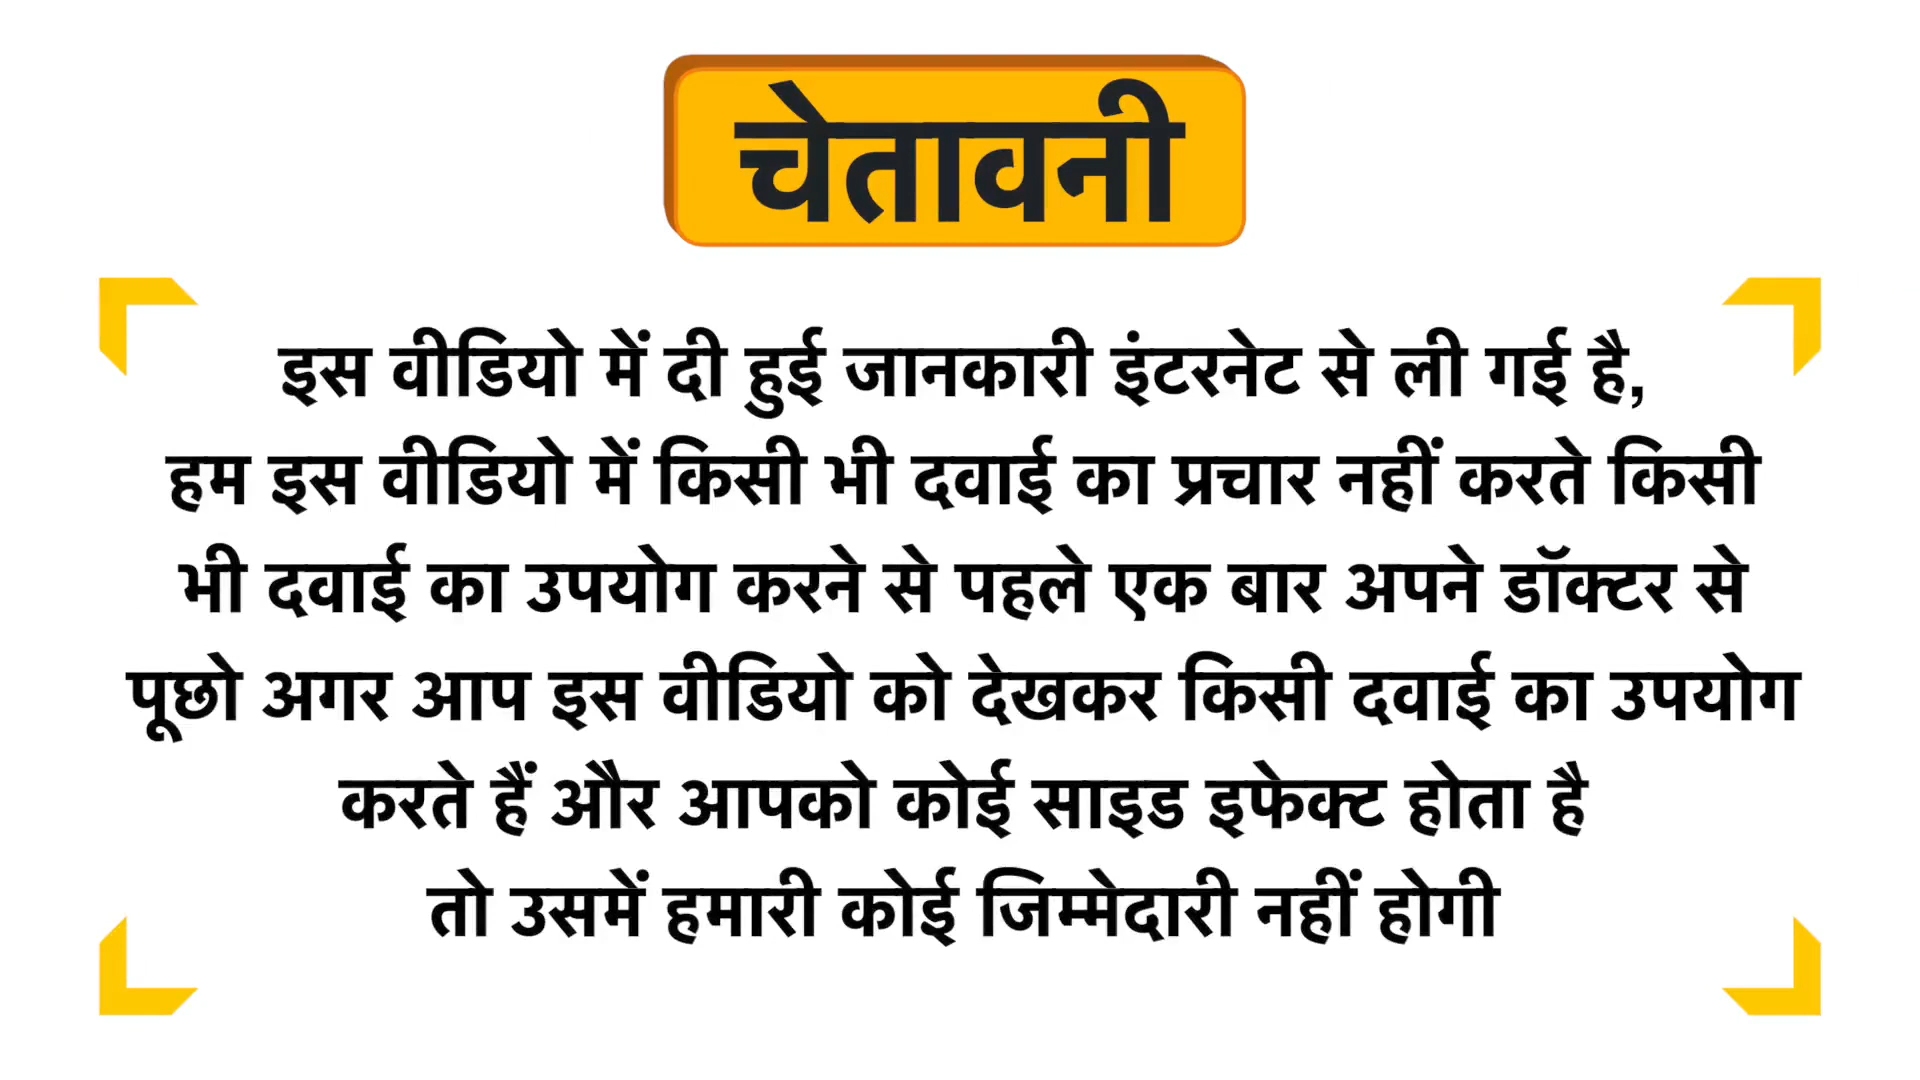 चेतावनी
इस वीडियो में दी हुई जानकारी इंटरनेट से ली गई है,
हम इस वीडियो में किसी भी दवाई का प्रचार नहीं करते किसी
भी दवाई का उपयोग करने से पहले एक बार अपने डॉक्टर से
पूछो अगर आप इस वीडियो को देखकर किसी दवाई का उपयोग
करते हैं और आपको कोई साइड इफेक्ट होता है
तो उसमें हमारी कोई जिम्मेदारी नहीं होगी